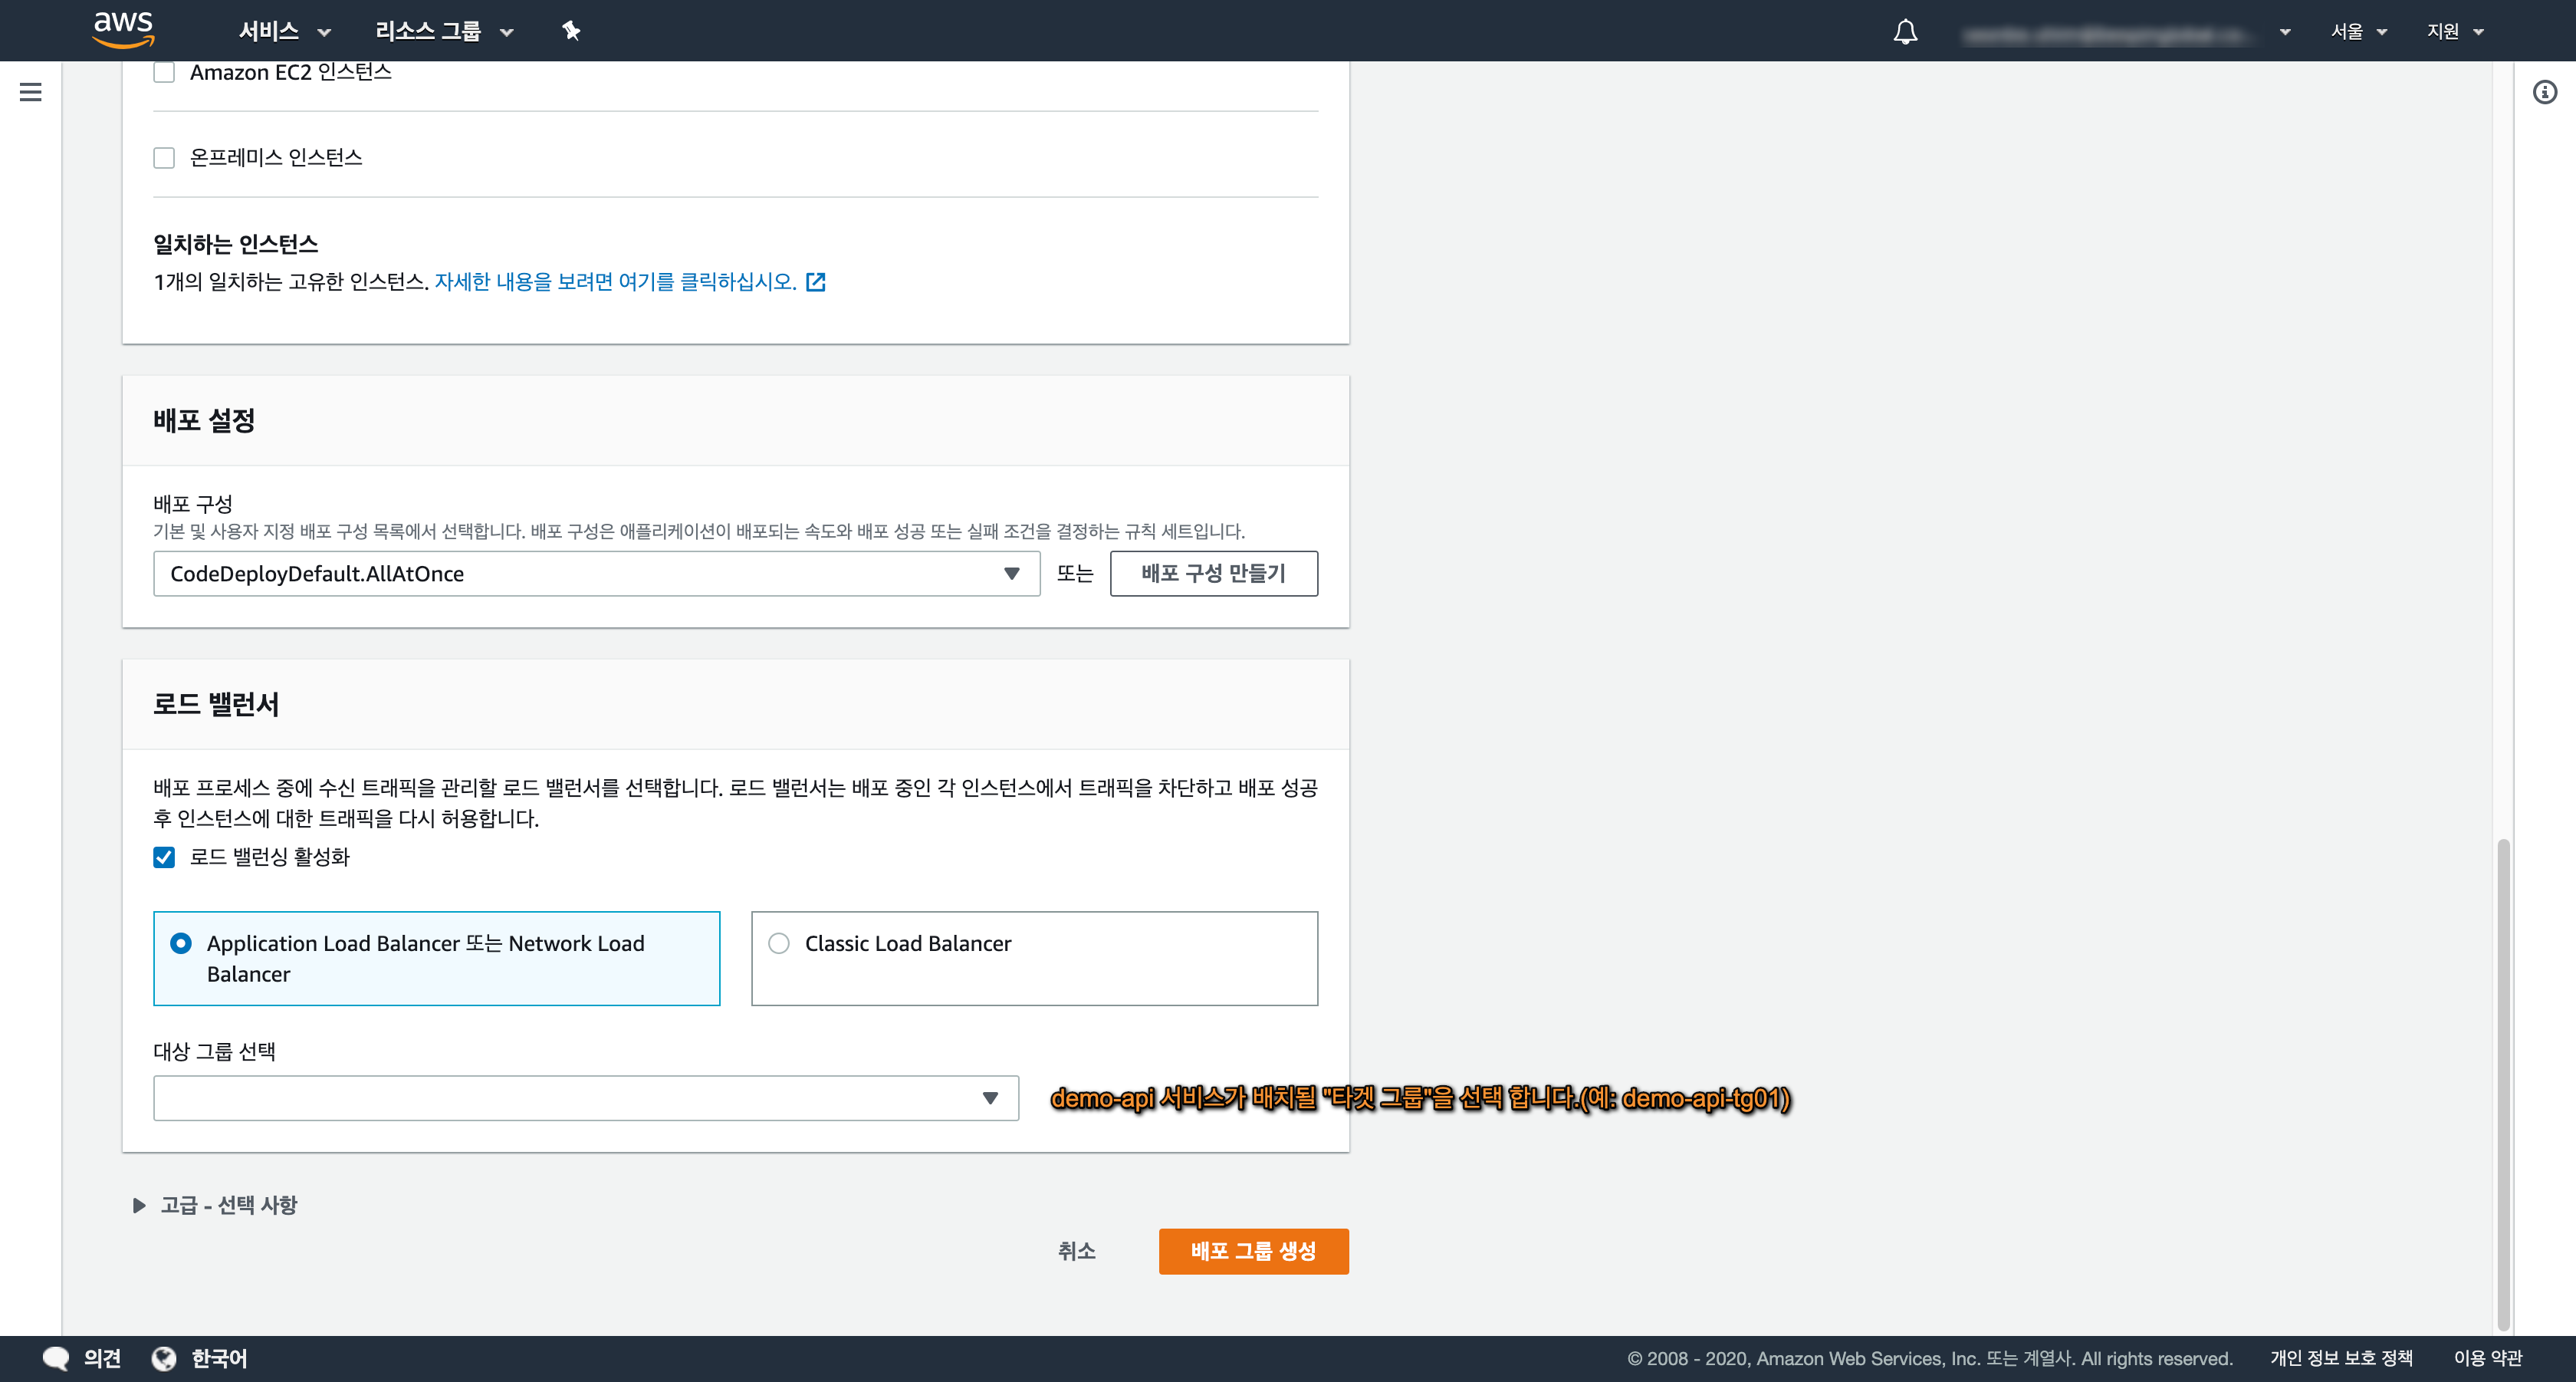 aws 서비스 리소스 그룹 서울 지원
Amazon EC2 인스턴스
온프레미스 인스턴스
일치하는 인스턴스
1개의 일치하는 고유한 인스턴스. 자세한 내용을 보려면 여기를 클릭하십시오.
배포 설정
배포 구성
기본 및 사용자 지정 배포 구성 목록에서 선택합니다. 배포 구성은 애플리케이션이 배포되는 속도와 배포 성공 또는 실패 조건을 결정하는 규칙 세트입니다.
CodeDeployDefault.AllAtOnce 또는 배포 구성 만들기
로드 밸런서
배포 프로세스 중에 수신 트래픽을 관리할 로드 밸런서를 선택합니다. 로드 밸런서는 배포 중인 각 인스턴스에서 트래픽을 차단하고 배포 성공
후 인스턴스에 대한 트래픽을 다시 허용합니다.
로드 밸런싱 활성화
Application Load Balancer 또는 Network Load
Balancer
Classic Load Balancer
대상 그룹 선택
demo-api 서비스가 배치될 "타겟 그룹"을 선택 합니다.(예: demo-api-tg01)
고급 - 선택 사항
취소 배포 그룹 생성
의견 한국어 © 2008 - 2020, Amazon Web Services, Inc. 또는 계열사. All rights reserved. 개인 정보 보호 정책 이용 약관